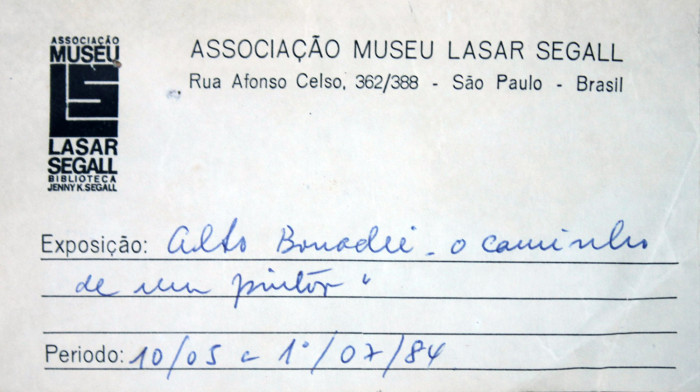 ASSOCIAÇÃO
MUSEU
LASAR
SEGALL
BIBLIOTECA
JENNY K. SEGALL
ASSOCIAÇÃO MUSEU LASAR SEGALL
Rua Afonso Celso, 362/388 - São Paulo - Brasil
Exposição: Aldo Bonadei - o caminho
de um pintor"
Periodo: 10/05 a 1º/07/84